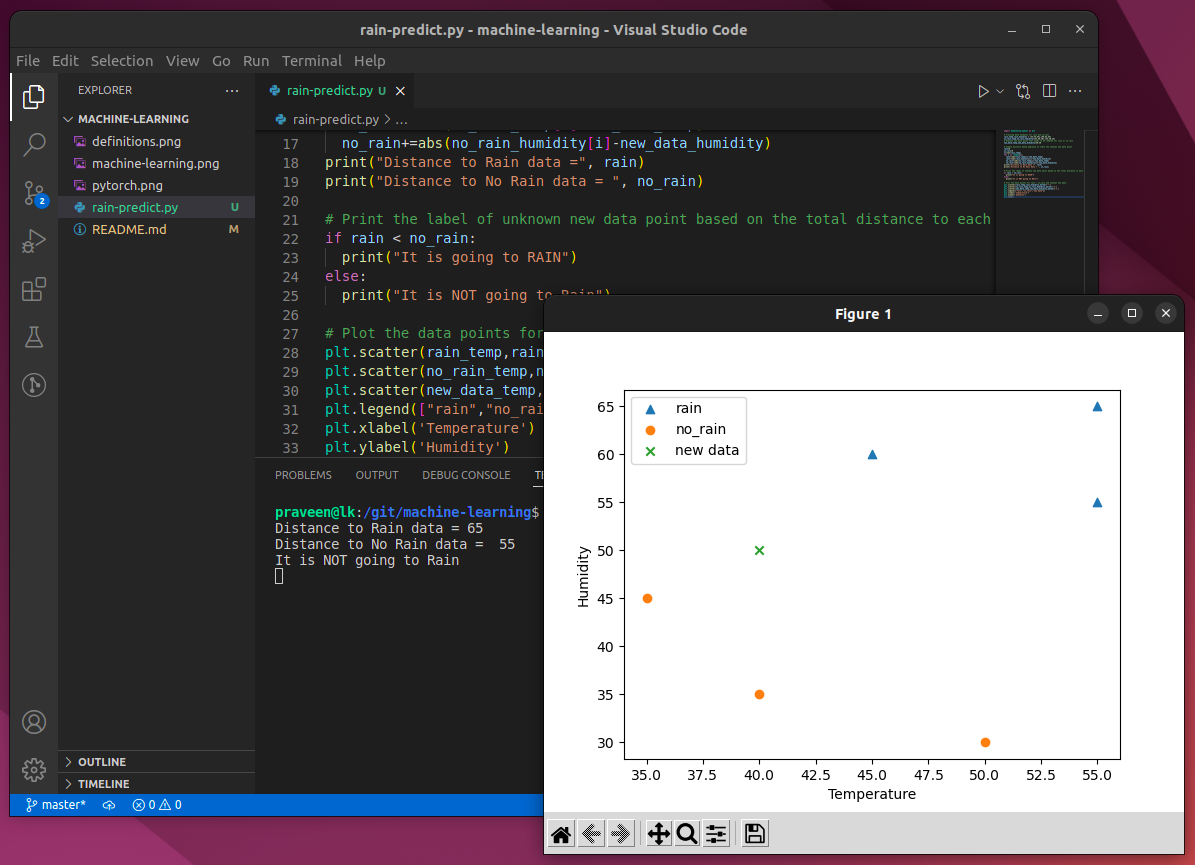 rain-predict.py - machine-learning - Visual Studio Code
File Edit Selection View Go Run Terminal Help
EXPLORER
MACHINE-LEARNING
definitions.png
machine-learning.png
pytorch.png
rain-predict.py U
README.md M
OUTLINE
TIMELINE
2
rain-predict.py U
rain-predict.py > ...
17 no_rain+=abs(no_rain_humidity[i]-new_data_humidity)
18 print("Distance to Rain data =", rain)
19 print("Distance to No Rain data = ", no_rain)
20
21 # Print the label of unknown new data point based on the total distance to each
22 if rain < no_rain:
23 print("It is going to RAIN")
24 else:
25 print("It is NOT going to Rain")
26
27 # Plot the data points for
28 plt.scatter(rain_temp,rain
29 plt.scatter(no_rain_temp,n
30 plt.scatter(new_data_temp,
31 plt.legend(["rain","no_rai
32 plt.xlabel('Temperature')
33 plt.ylabel('Humidity')
PROBLEMS OUTPUT DEBUG CONSOLE TE
praveen@lk:/git/machine-learning$
Distance to Rain data = 65
Distance to No Rain data =  55
It is NOT going to Rain
master* 0 0
Figure 1
rain
no_rain
new data
65
60
55
50
45
40
35
30
Humidity
35.0 37.5 40.0 42.5 45.0 47.5 50.0 52.5 55.0
Temperature